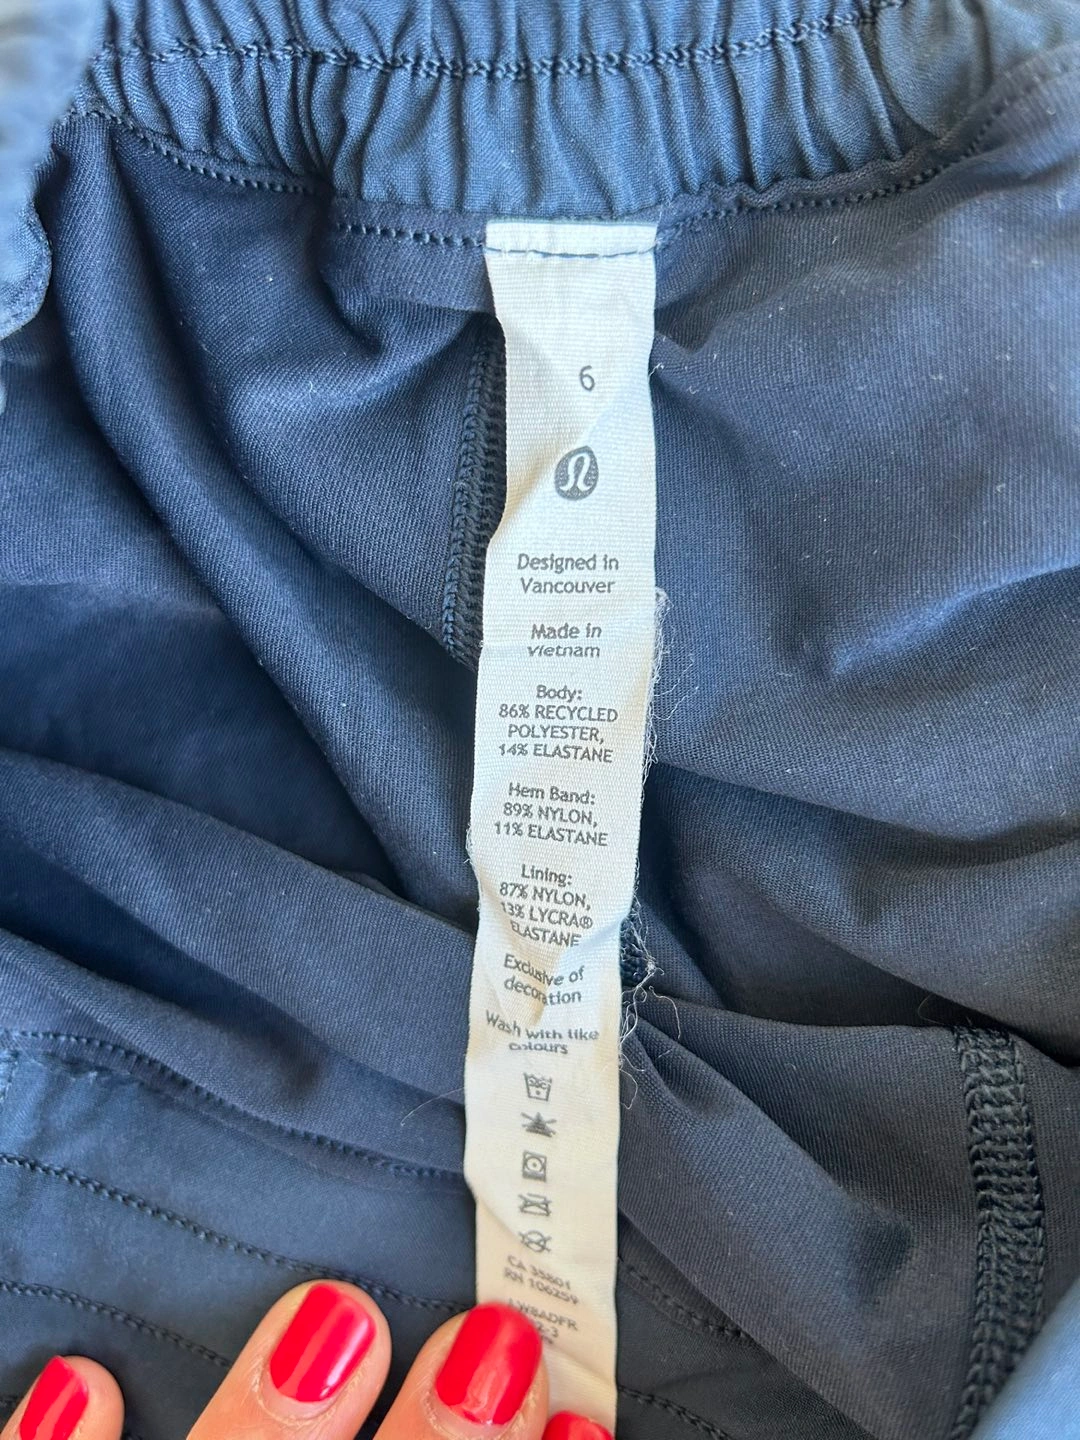 6
Designed in
Vancouver
Made in
Vietnam
Body:
86% RECYCLED
POLYESTER,
14% ELASTANE
Hem Band:
89% NYLON,
11% ELASTANE
Lining:
87% NYLON,
13% LYCRA®
ELASTANE
Exclusive of
decoration
Wash with like
colours
CA 35801
RN 106259
LW8ADFR